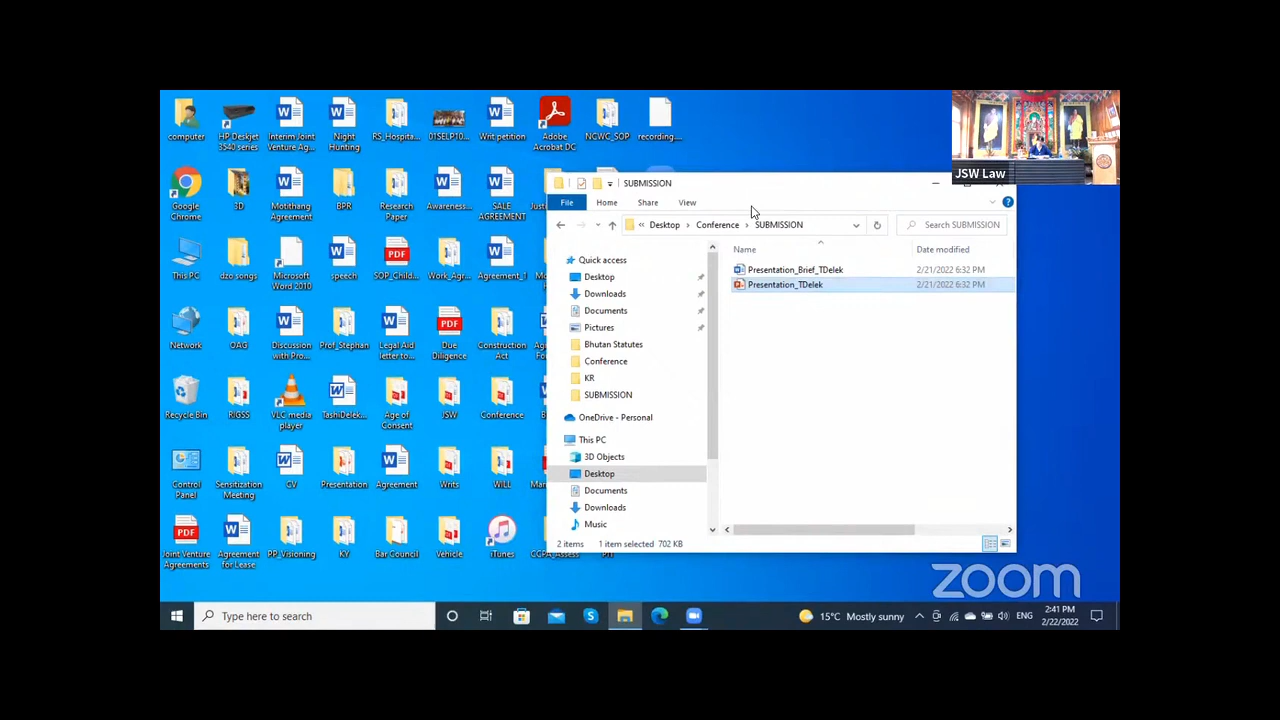 computer
HP Deskjet
3540 series
Interim Joint
Venture Ag...
Night
Hunting
RS_Hospita...
01SELP10...
Writ petition
Adobe
Acrobat DC
NCWC_SOP
recording....
JSW Law
Google
Chrome
3D
Motithang
Agreement
BPR
Research
Paper
Awareness...
SALE
AGREEMENT
This PC
dzo songs
Microsoft
Word 2010
speech
SOP_Child...
Work_Agr...
Agreement_1
Network
OAG
Discussion
with Pro...
Prof_Stephan
Legal Aid
letter to...
Due
Diligence
Construction
Act
Recycle Bin
RIGSS
VLC media
player
TashiDelek...
Age of
Consent
JSW
Conference
Control
Panel
Sensitization
Meeting
CV
Presentation
Agreement
Writs
WILL
Joint Venture
Agreements
Agreement
for Lease
PP_Visioning
KY
Bar Council
Vehicle
iTunes
SUBMISSION
File Home Share View
« Desktop › Conference › SUBMISSION
Search SUBMISSION
Name Date modified
Presentation_Brief_TDelek 2/21/2022 6:32 PM
Presentation_TDelek 2/21/2022 6:32 PM
Quick access
Desktop
Downloads
Documents
Pictures
Bhutan Statutes
Conference
KR
SUBMISSION
OneDrive - Personal
This PC
3D Objects
Desktop
Documents
Downloads
Music
2 items 1 item selected 702 KB
zoom
Type here to search
15°C Mostly sunny
ENG
2:41 PM
2/22/2022